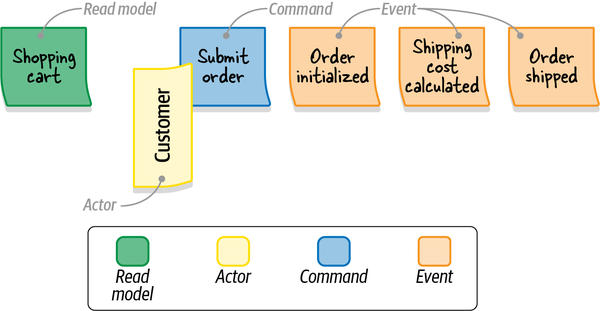 Read model
Command
Event
Shopping
cart
Submit
order
Order
initialized
Shipping
cost
calculated
Order
shipped
Customer
Actor
Read
model
Actor
Command
Event